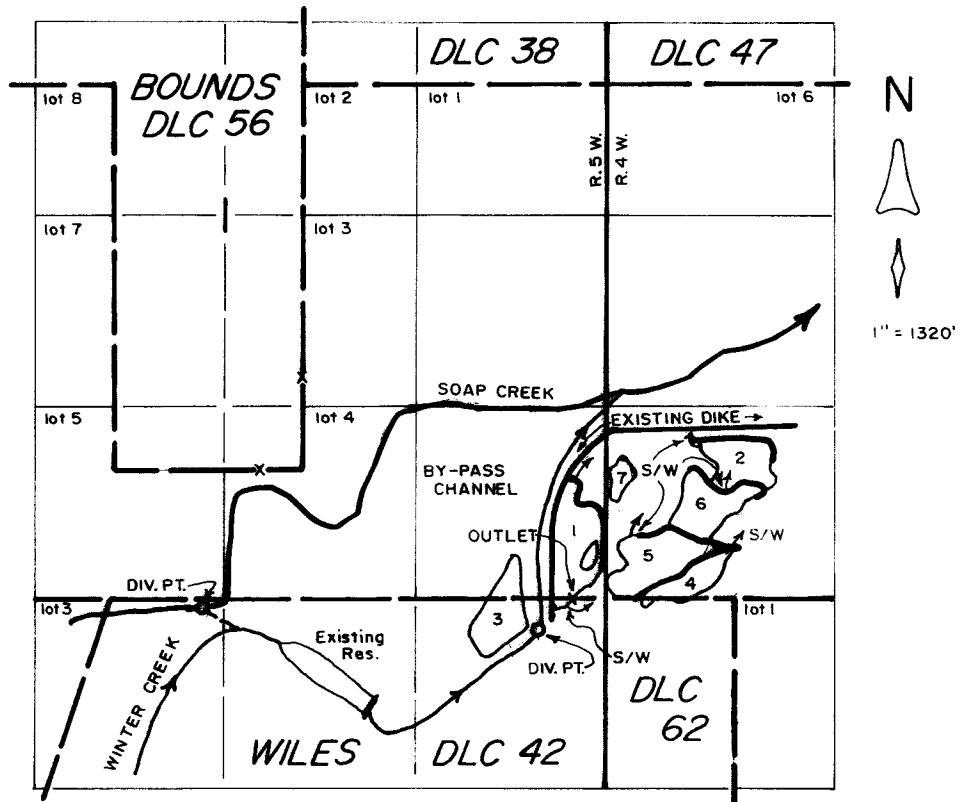 DLC 38
DLC 47
BOUNDS
DLC 56
lot 8
lot 2
lot 1
lot 6
N
R. 5 W.
R. 4 W.
lot 7
lot 3
1" = 1320'
SOAP CREEK
lot 5
lot 4
EXISTING DIKE
BY-PASS
CHANNEL
S/W
7
2
6
OUTLET
1
S/W
5
4
DIV. PT.
lot 3
3
lot 1
Existing
Res.
S/W
DIV. PT.
WINTER CREEK
DLC
62
WILES
DLC 42